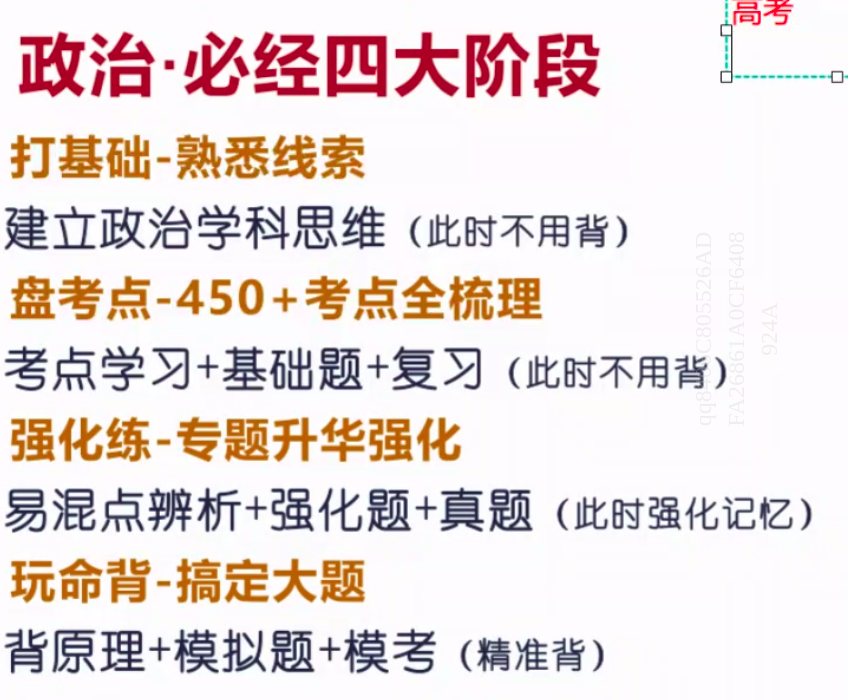 高考
政治·必经四大阶段
打基础-熟悉线索
建立政治学科思维（此时不用背）
盘考点-450+考点全梳理
考点学习+基础题+复习（此时不用背）
强化练-专题升华强化
易混点辨析+强化题+真题（此时强化记忆）
玩命背-搞定大题
背原理+模拟题+模考（精准背）
FA26861A0CF6408
924A